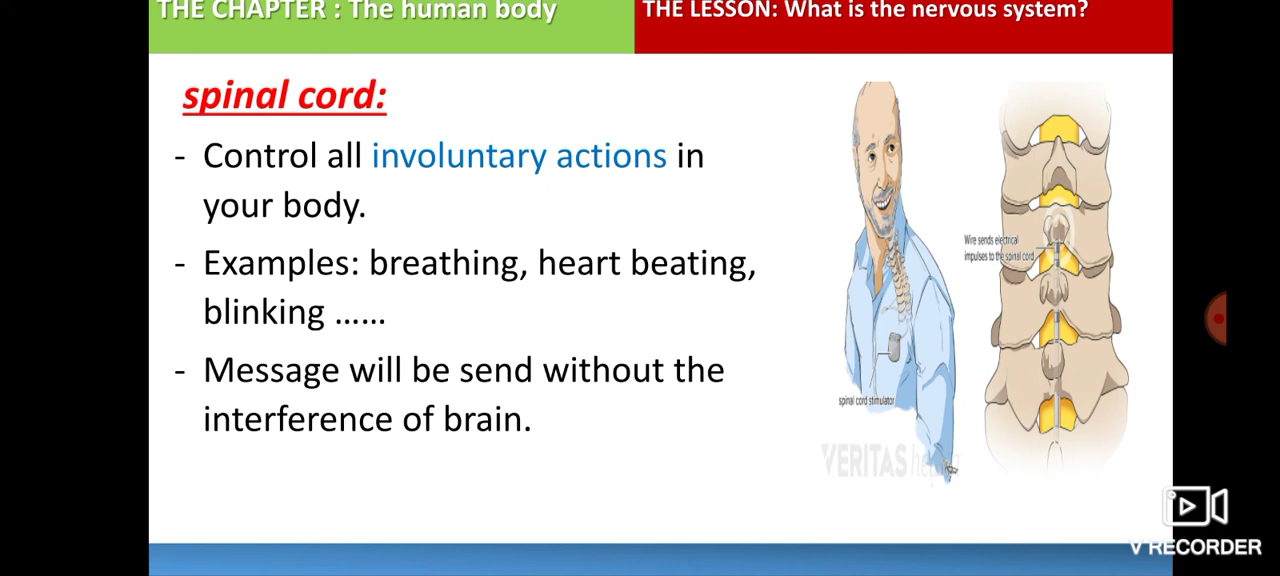 THE CHAPTER : The human body
THE LESSON: What is the nervous system?
spinal cord:
- Control all involuntary actions in
your body.
- Examples: breathing, heart beating,
blinking ......
- Message will be send without the
interference of brain.
Wire sends electrical
impulses to the spinal cord
spinal cord stimulator
VERITAS
V RECORDER